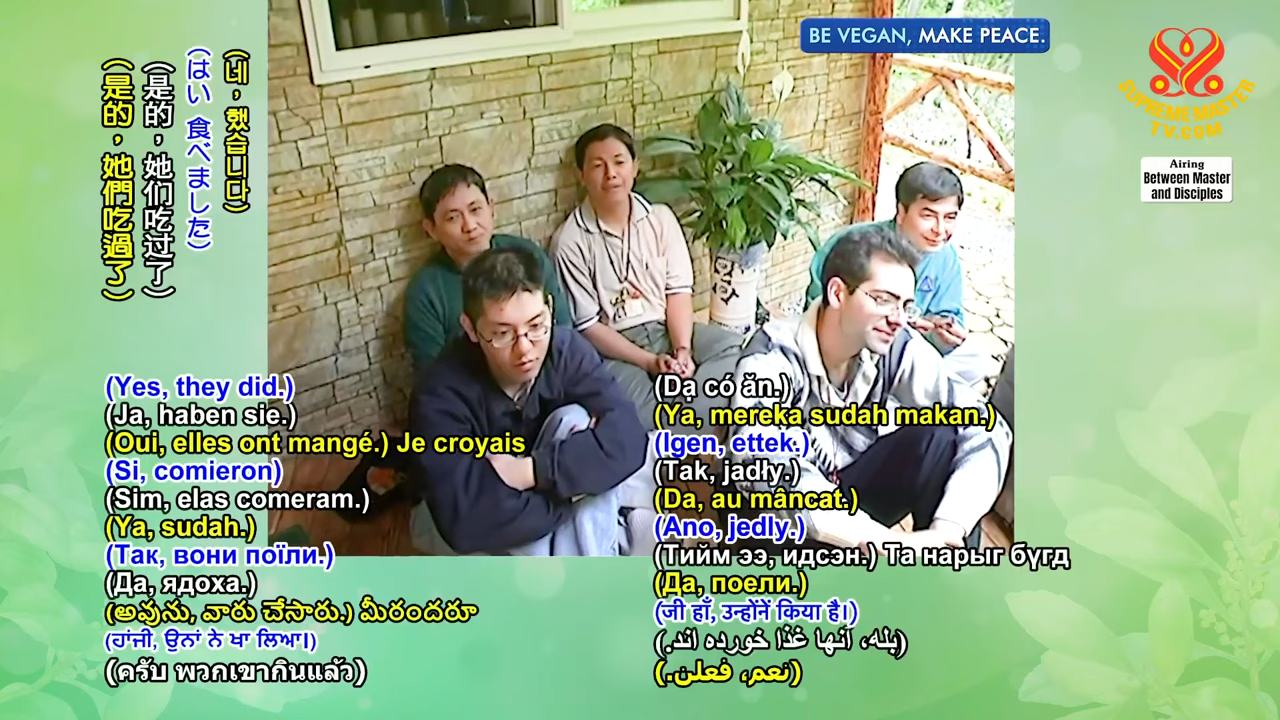 BE VEGAN, MAKE PEACE.
SUPREME MASTER
TV.COM
Airing
Between Master
and Disciples
(네, 했습니다)
(はい 食べました)
(是的，她们吃过了)
(是的，她們吃過了)
(Yes, they did.)
(Ja, haben sie.)
(Oui, elles ont mangé.) Je croyais
(Si, comieron)
(Sim, elas comeram.)
(Ya, sudah.)
(Так, вони поїли.)
(Да, ядоха.)
(అవును, వారు చేసారు.) మీరందరూ
(ਹਾਂਜੀ, ਉਨਾਂ ਨੇ ਖਾ ਲਿਆ।)
(ครับ พวกเขากินแล้ว)
(Dạ có ăn.)
(Ya, mereka sudah makan.)
(Igen, ettek.)
(Tak, jadły.)
(Da, au mâncat.)
(Ano, jedly.)
(Тийм ээ, идсэн.) Та нарыг бүгд
(Да, поели.)
(जी हाँ, उन्होंनें किया है।)
(بله، آنها غذا خورده اند.)
(نعم، فعلن.)